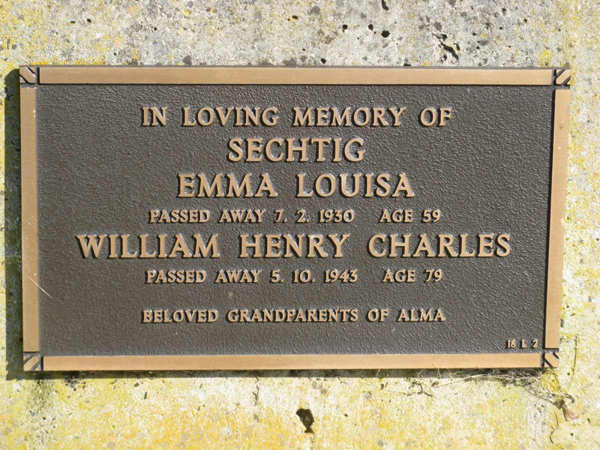 IN LOVING MEMORY OF
SECHTIG
EMMA LOUISA
PASSED AWAY 7. 2. 1930 AGE 59
WILLIAM HENRY CHARLES
PASSED AWAY 5. 10. 1943 AGE 79
BELOVED GRANDPARENTS OF ALMA
18 E 2